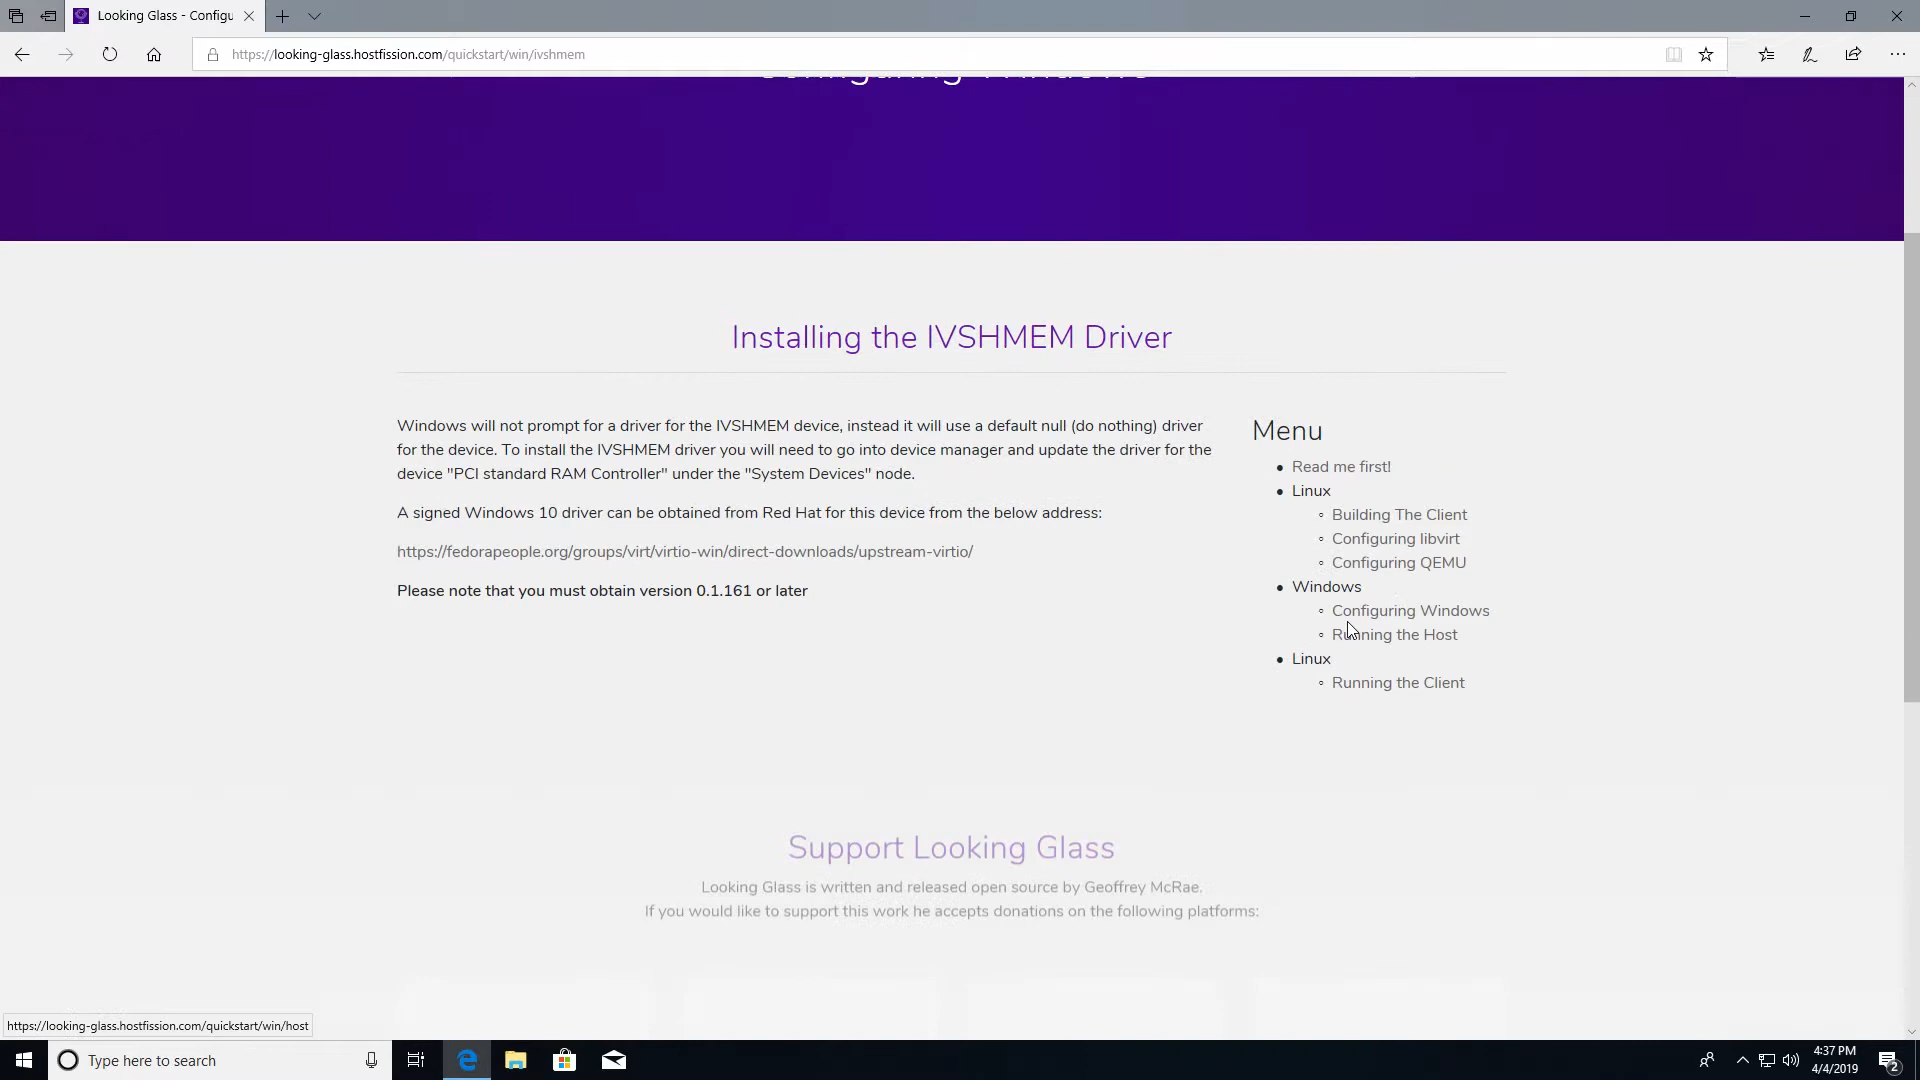 Looking Glass - Configu
https://looking-glass.hostfission.com/quickstart/win/ivshmem
Configuring Windows
Installing the IVSHMEM Driver
Windows will not prompt for a driver for the IVSHMEM device, instead it will use a default null (do nothing) driver
for the device. To install the IVSHMEM driver you will need to go into device manager and update the driver for the
device "PCI standard RAM Controller" under the "System Devices" node.
A signed Windows 10 driver can be obtained from Red Hat for this device from the below address:
https://fedorapeople.org/groups/virt/virtio-win/direct-downloads/upstream-virtio/
Please note that you must obtain version 0.1.161 or later
Menu
Read me first!
Linux
Building The Client
Configuring libvirt
Configuring QEMU
Windows
Configuring Windows
Running the Host
Linux
Running the Client
Support Looking Glass
Looking Glass is written and released open source by Geoffrey McRae.
If you would like to support this work he accepts donations on the following platforms:
https://looking-glass.hostfission.com/quickstart/win/host
Type here to search
4:37 PM
4/4/2019
2